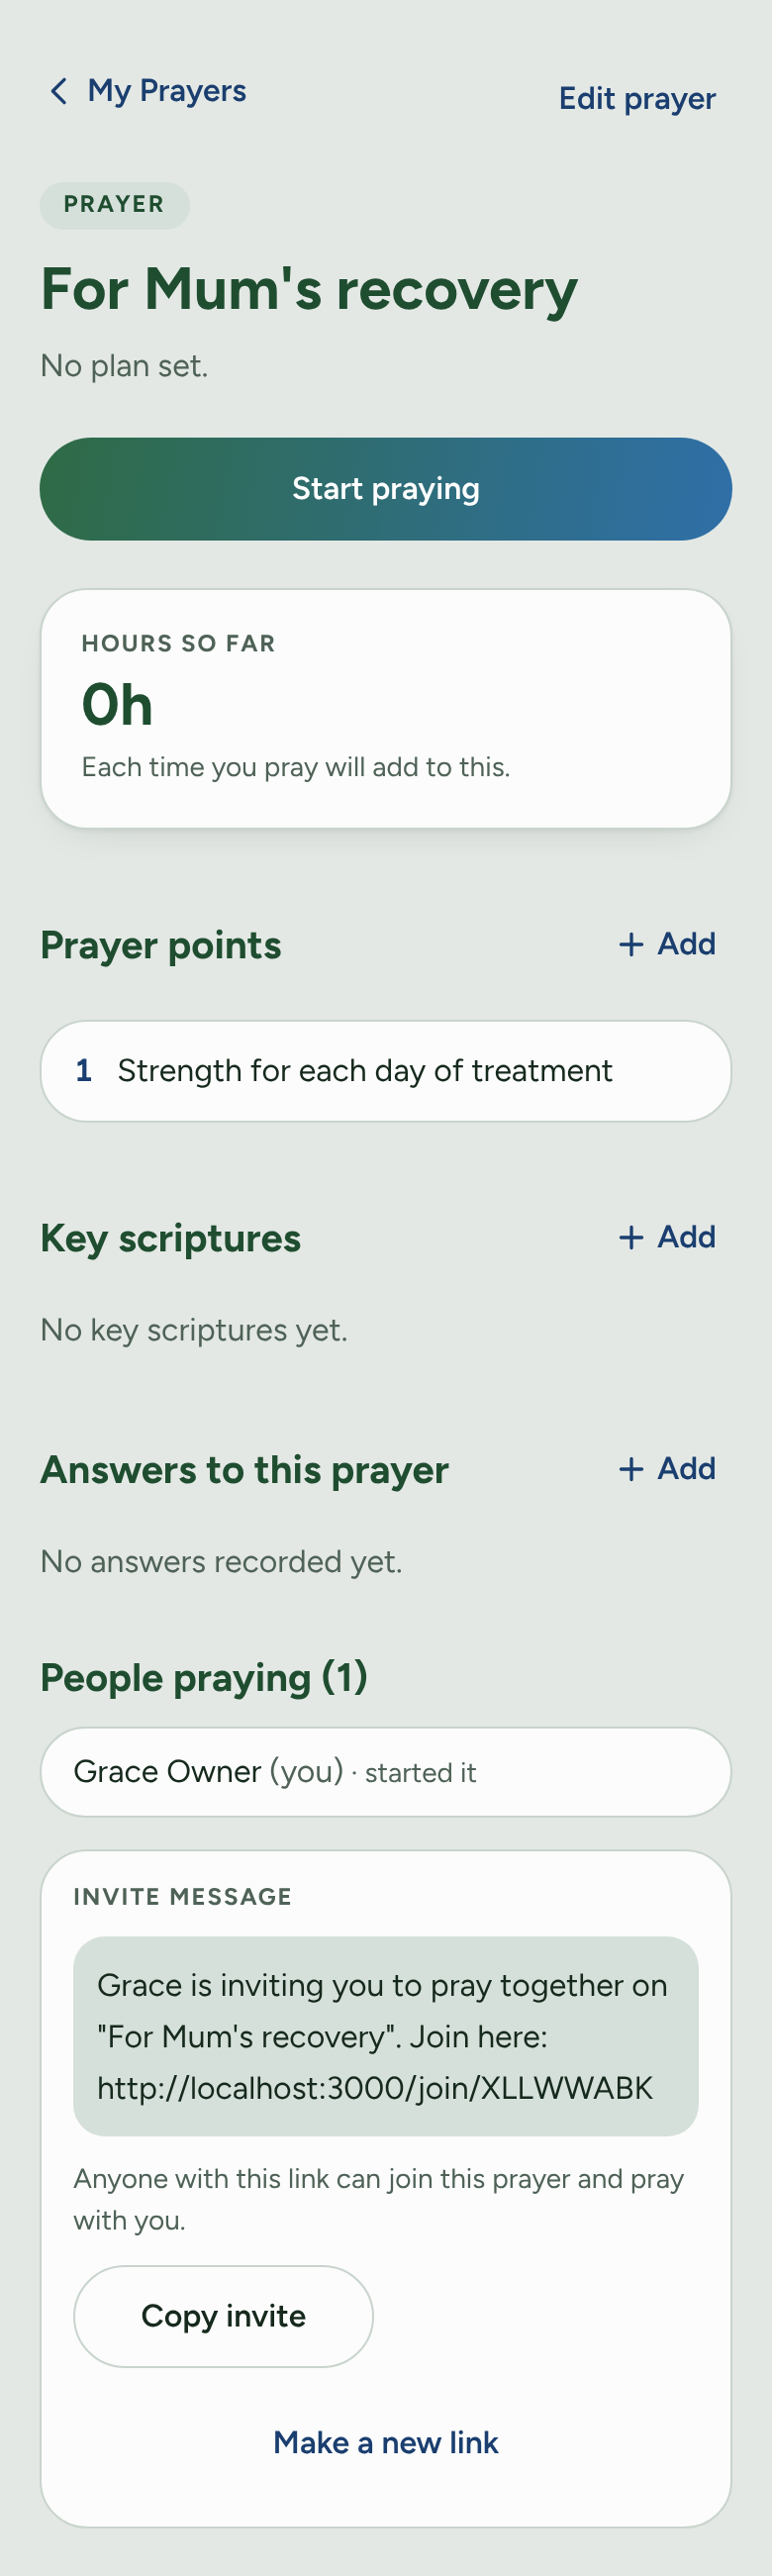 My Prayers
Edit prayer
PRAYER
For Mum's recovery
No plan set.
Start praying
HOURS SO FAR
0h
Each time you pray will add to this.
Prayer points
+ Add
1 Strength for each day of treatment
Key scriptures
+ Add
No key scriptures yet.
Answers to this prayer
+ Add
No answers recorded yet.
People praying (1)
Grace Owner (you) · started it
INVITE MESSAGE
Grace is inviting you to pray together on
"For Mum's recovery". Join here:
http://localhost:3000/join/XLLWWABK
Anyone with this link can join this prayer and pray
with you.
Copy invite
Make a new link